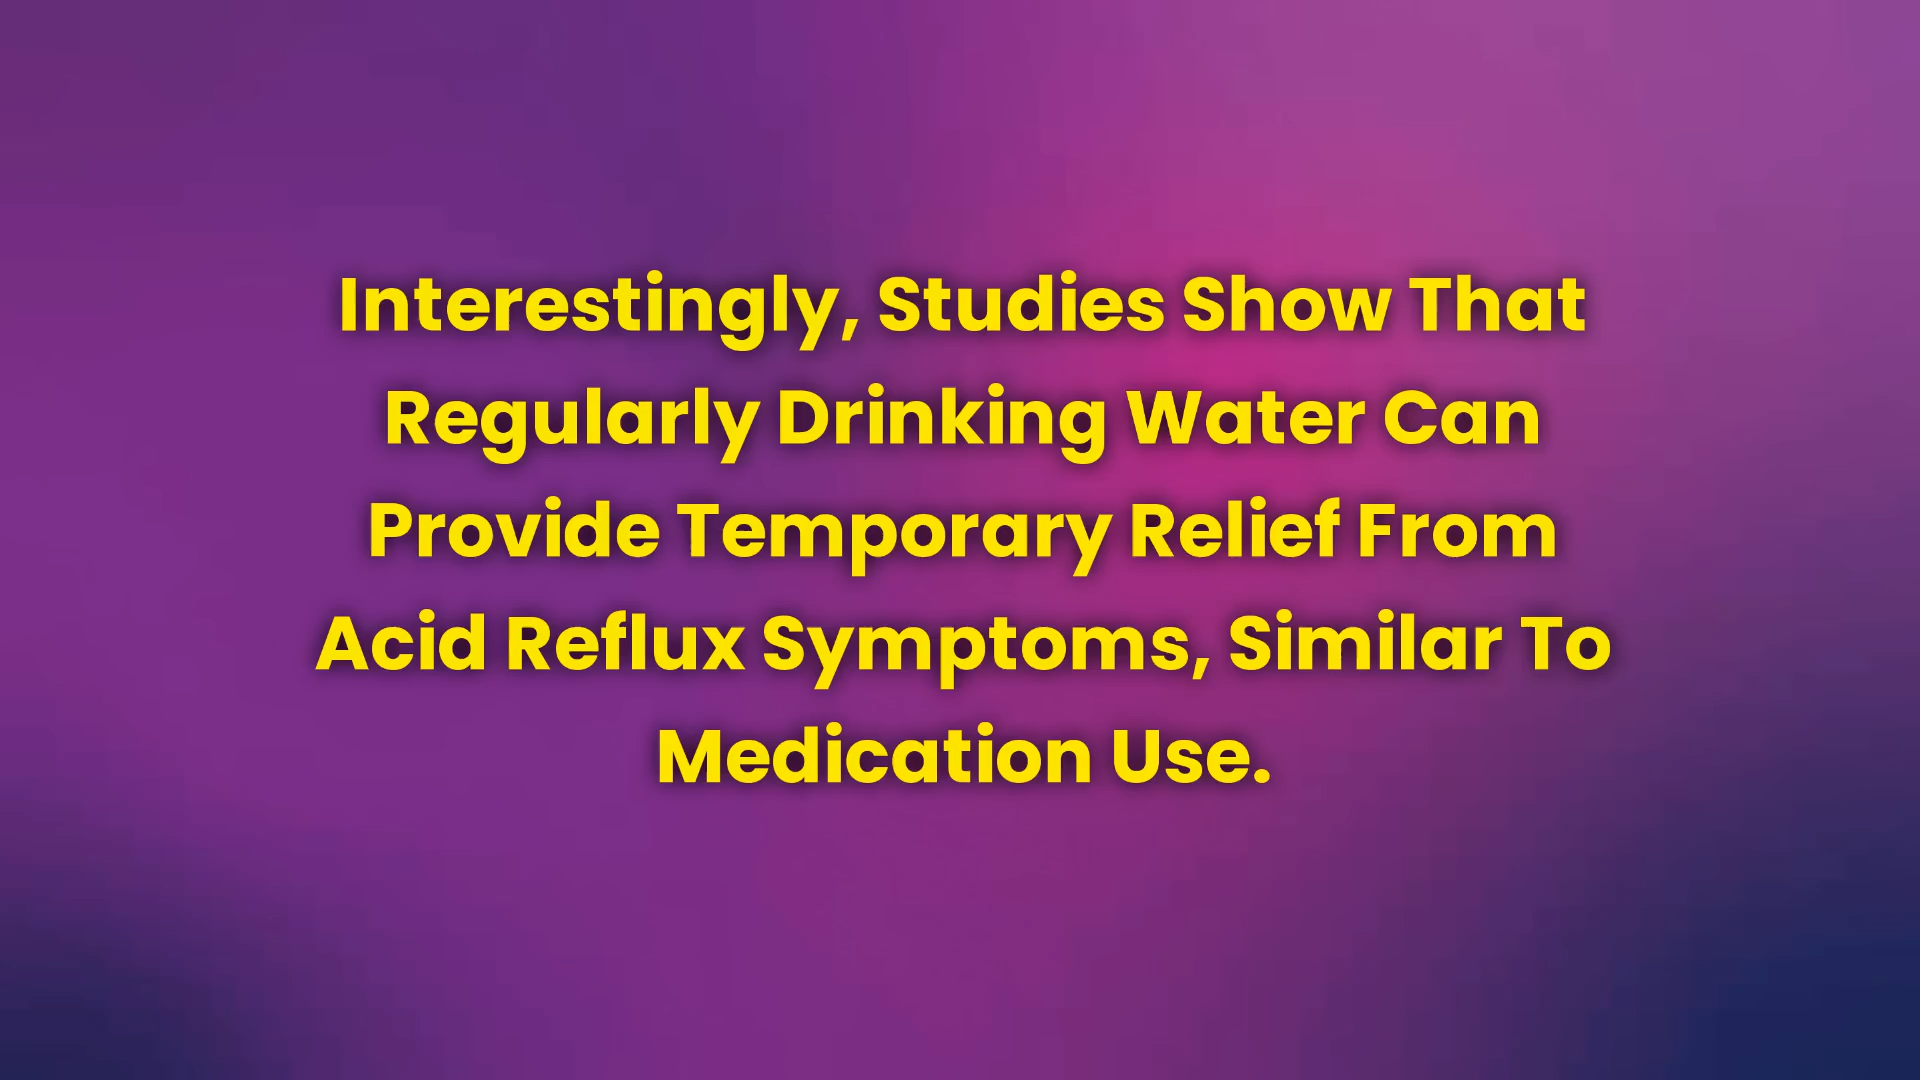 Interestingly, Studies Show That
Regularly Drinking Water Can
Provide Temporary Relief From
Acid Reflux Symptoms, Similar To
Medication Use.